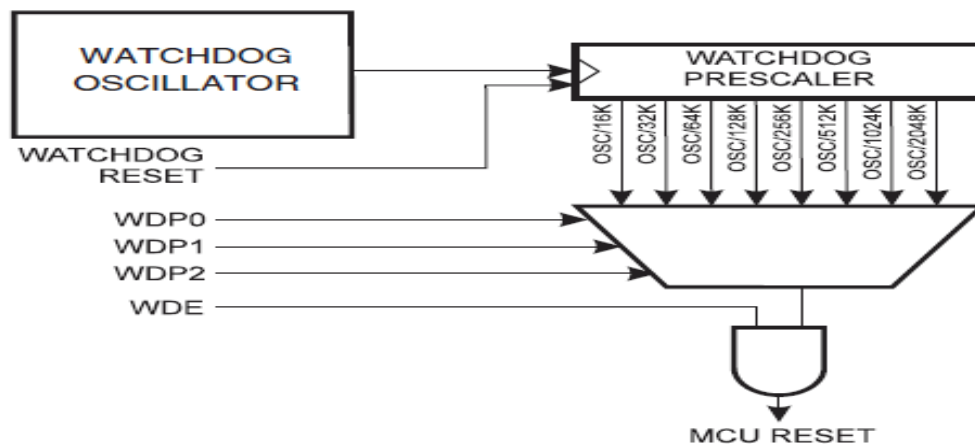 WATCHDOG
OSCILLATOR
WATCHDOG
PRESCALER
OSC/16K
OSC/32K
OSC/64K
OSC/128K
OSC/256K
OSC/512K
OSC/1024K
OSC/2048K
WATCHDOG
RESET
WDP0
WDP1
WDP2
WDE
MCU RESET